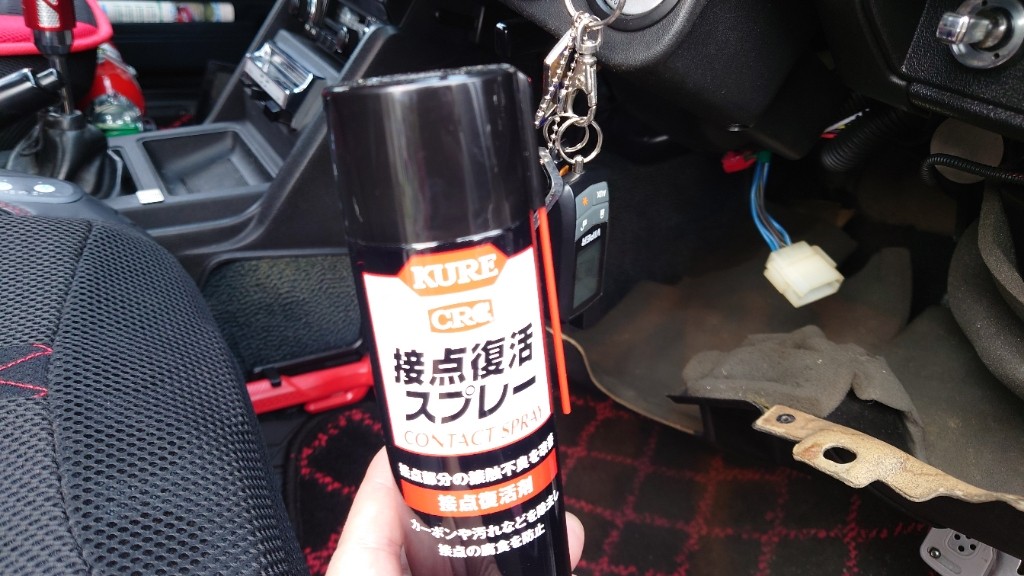 KURE
CRC
接点復活
スプレー
CONTACT SPRAY
接点部分の接触不良を
接点復活剤
カーボンや汚れなどを除去し
接点の腐食を防止